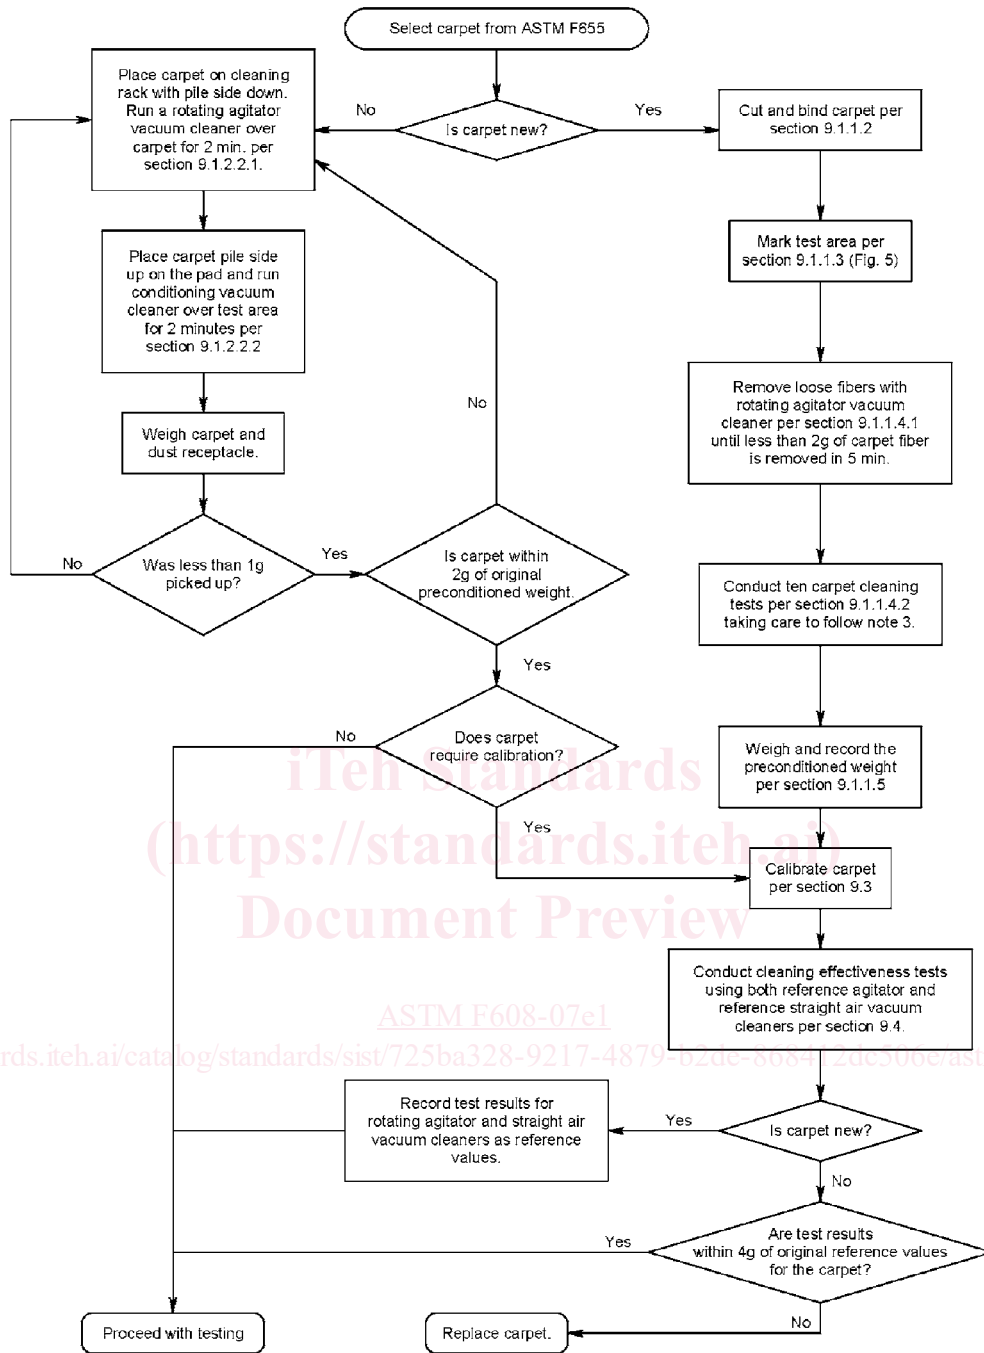 Select carpet from ASTM F655
Place carpet on cleaning
rack with pile side down.
Run a rotating agitator
vacuum cleaner over
carpet for 2 min. per
section 9.1.2.2.1.
No
Is carpet new?
Yes
Cut and bind carpet per
section 9.1.1.2
Mark test area per
section 9.1.1.3 (Fig. 5)
Place carpet pile side
up on the pad and run
conditioning vacuum
cleaner over test area
for 2 minutes per
section 9.1.2.2.2
Remove loose fibers with
rotating agitator vacuum
cleaner per section 9.1.1.4.1
until less than 2g of carpet fiber
is removed in 5 min.
No
Weigh carpet and
dust receptacle.
No
Was less than 1g
picked up?
Yes
Is carpet within
2g of original
preconditioned weight.
Conduct ten carpet cleaning
tests per section 9.1.1.4.2
taking care to follow note 3.
Yes
No
Does carpet
require calibration?
Weigh and record the
preconditioned weight
per section 9.1.1.5
iTeh Standards
(https://standards.iteh.ai)
Document Preview
Yes
Calibrate carpet
per section 9.3
Conduct cleaning effectiveness tests
using both reference agitator and
reference straight air vacuum
cleaners per section 9.4.
ASTM F608-07e1
rds.iteh.ai/catalog/standards/sist/725ba328-9217-4879-b2de-868412dc506e/ast
Record test results for
rotating agitator and straight air
vacuum cleaners as reference
values.
Yes
Is carpet new?
No
Yes
Are test results
within 4g of original reference values
for the carpet?
No
Proceed with testing
Replace carpet.